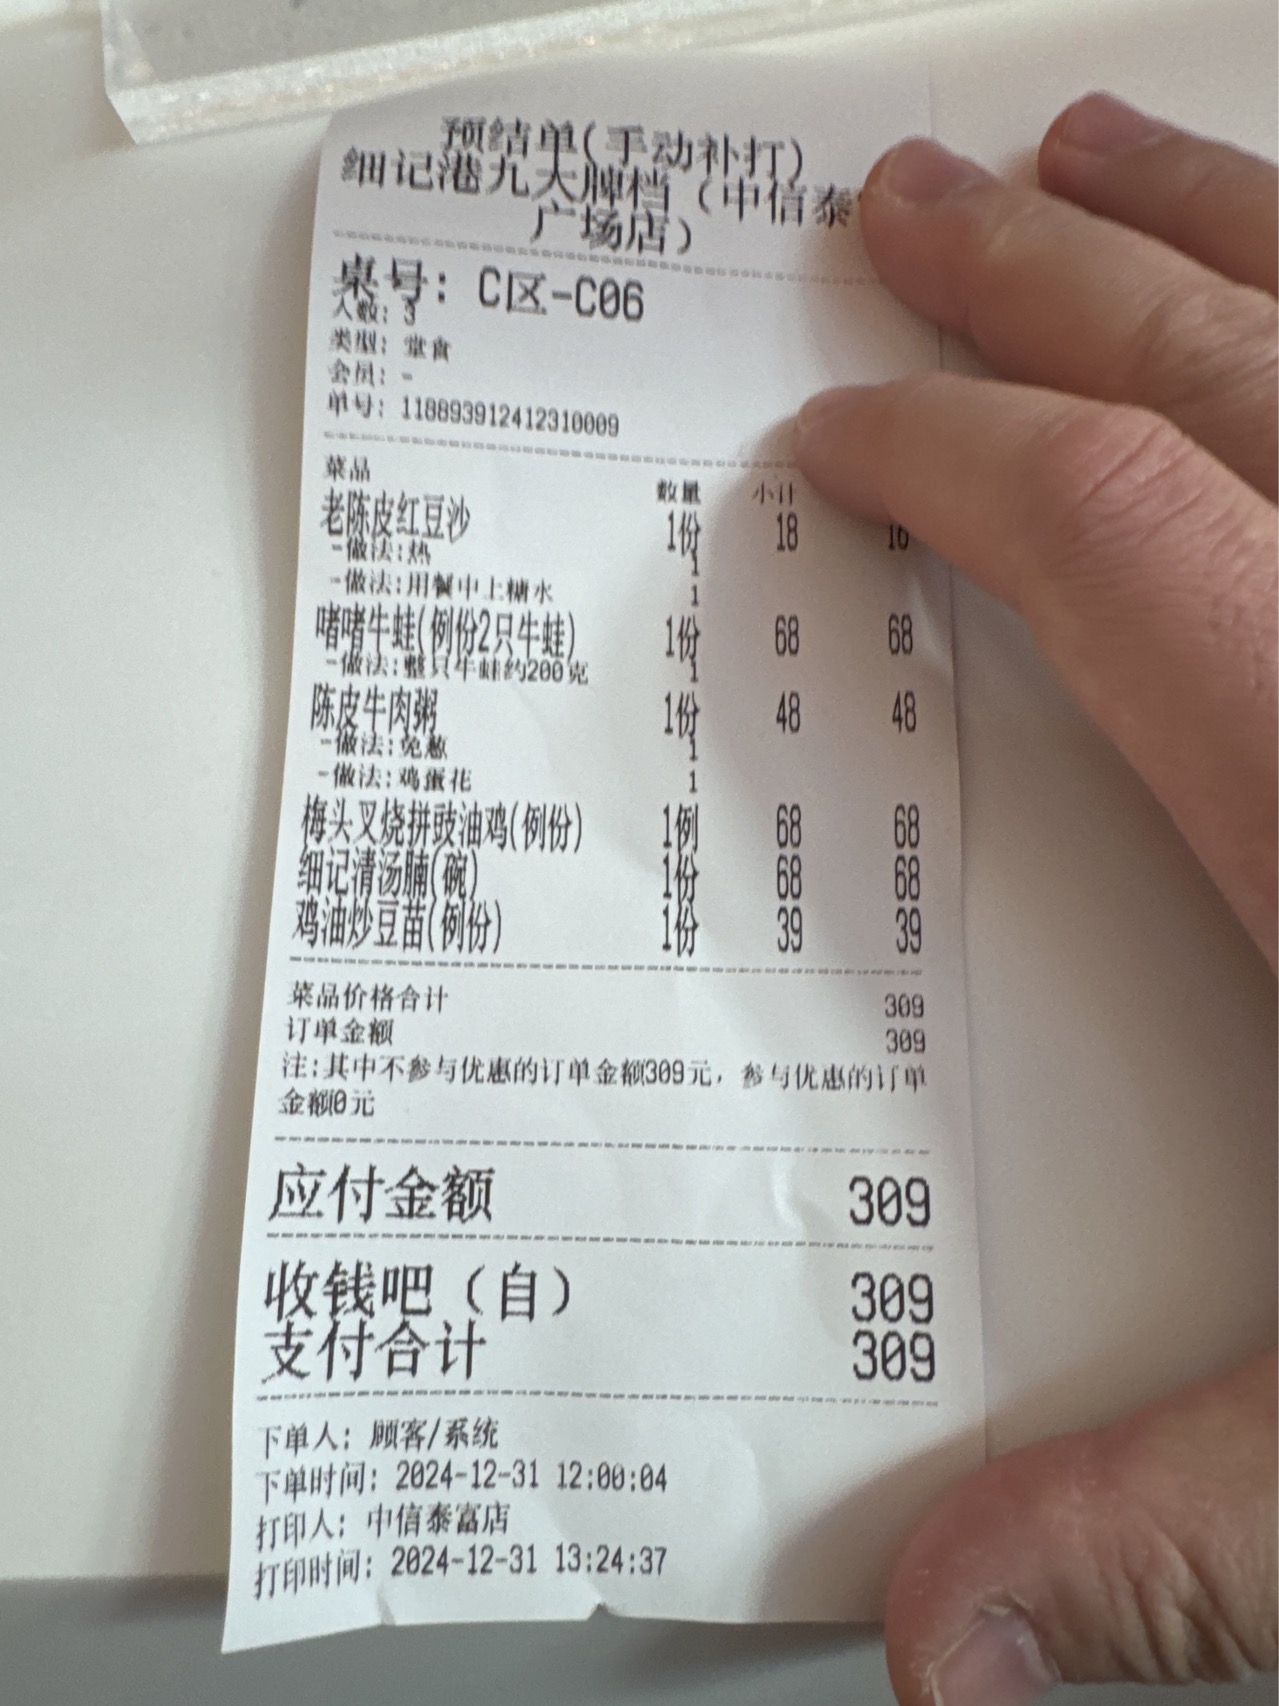 预结单(手动补打)
细记港九大脾档（中信泰
广场店）
桌号: C区-C06
人数: 3
类型: 堂食
会员: -
单号: 118893912412310009
菜品 数量 小计
老陈皮红豆沙 1份 18
-做法:热 1
-做法:用餐中上糖水 1
啫啫牛蛙(例份2只牛蛙) 1份 68 68
-做法:整只牛蛙约200克 1
陈皮牛肉粥 1份 48 48
-做法:免葱 1
-做法:鸡蛋花 1
梅头叉烧拼豉油鸡(例份) 1例 68 68
细记清汤腩(碗) 1份 68 68
鸡油炒豆苗(例份) 1份 39 39
菜品价格合计 309
订单金额 309
注:其中不参与优惠的订单金额309元，参与优惠的订单
金额0元
应付金额 309
收钱吧（自） 309
支付合计 309
下单人: 顾客/系统
下单时间: 2024-12-31 12:00:04
打印人: 中信泰富店
打印时间: 2024-12-31 13:24:37